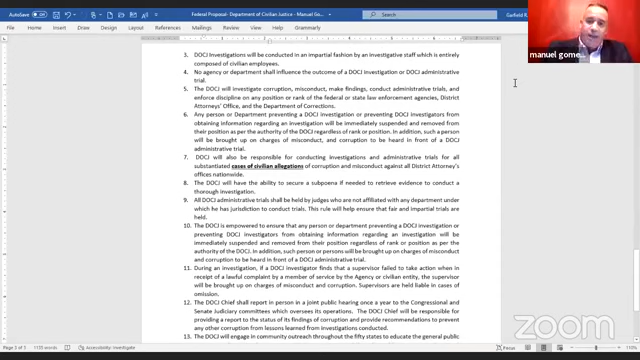 AutoSave Off Federal Proposal - Department of Civilian Justice - Manuel Go... Search Garfield R.
File Home Insert Draw Design Layout References Mailings Review View Help
3. DOCJ Investigations will be conducted in an impartial fashion by an investigative staff which is entirely
composed of civilian employees.
4. No agency or department shall influence the outcome of a DOCJ investigation or DOCJ administrative
trial.
5. The DOCJ will investigate corruption, misconduct, make findings, conduct administrative trials, and
enforce discipline on any position or rank of the federal or state law enforcement agencies, District
Attorneys' Office, and the Department of Corrections.
6. Any person or Department preventing a DOCJ investigation or preventing DOCJ investigators from
obtaining information regarding an investigation will be immediately suspended and removed from
their position as per the authority of the DOCJ regardless of rank or position. In addition, such a person
will be brought up on charges of misconduct, and corruption to be heard in front of a DOCJ
administrative trial.
7. DOCJ will also be responsible for conducting investigations and administrative trials for all
substantiated cases of civilian allegations of corruption and misconduct against all District Attorney's
offices nationwide.
8. The DOCJ will have the ability to secure a subpoena if needed to retrieve evidence to conduct a
thorough investigation.
9. All DOCJ administrative trials shall be held by judges who are not affiliated with any department under
which he has jurisdiction to conduct trials. This rule will help ensure that fair and impartial trials are
held.
10. The DOCJ is empowered to ensure that any person or department preventing a DOCJ investigation or
preventing DOCJ investigators from obtaining information regarding an investigation will be
immediately suspended and removed from their position regardless of rank or position as per the
authority of the DOCJ. In addition, such person or persons will be brought up on charges of misconduct
and corruption to be heard in front of a DOCJ administrative trial.
11. During an investigation, if a DOCJ investigator finds that a supervisor failed to take action when in
receipt of a lawful complaint by a member of service by the Agency or civilian entity, the supervisor
will be brought up on charges of misconduct and corruption. Supervisors are held liable in cases of
omission.
12. The DOCJ Chief shall report in person in a joint public hearing once a year to the Congressional and
Senate Judiciary committees which oversees its operations. The DOCJ Chief will be responsible for
providing a report to the status of its findings of corruption and provide recommendations to prevent
any other corruption from lessons learned from investigations conducted.
13. The DOCJ will engage in community outreach throughout the fifty states to educate the general public
manuel gome...
zoom
Page 3 of 5 1155 words Accessibility: Investigate Focus 110%